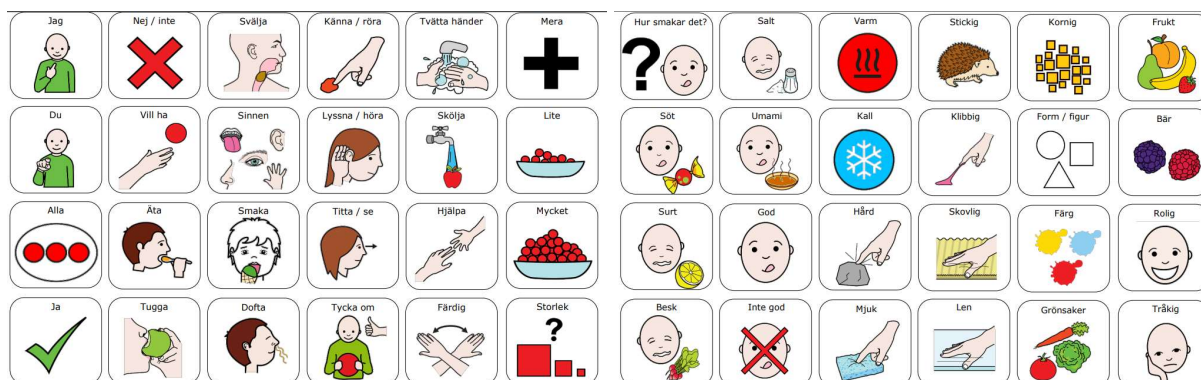 Jag
Nej / inte
Svälja
Känna / röra
Tvätta händer
Mera
Hur smakar det?
Salt
Varm
Stickig
Kornig
Frukt
Du
Vill ha
Sinnen
Lyssna / höra
Skölja
Lite
Söt
Umami
Kall
Klibbig
Form / figur
Bär
Alla
Äta
Smaka
Titta / se
Hjälpa
Mycket
Surt
God
Hård
Skovlig
Färg
Rolig
Ja
Tugga
Dofta
Tycka om
Färdig
Storlek
?
Besk
Inte god
Mjuk
Len
Grönsaker
Tråkig